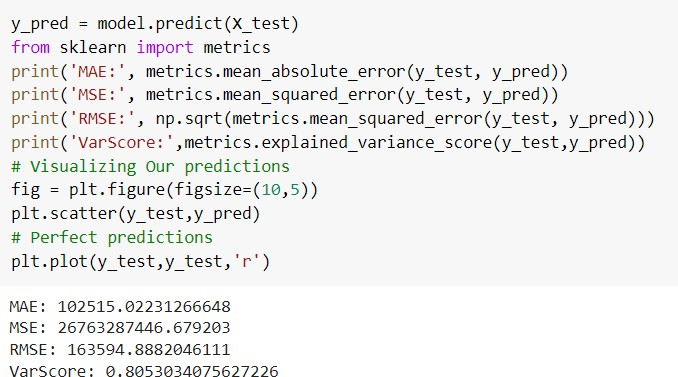 y_pred = model.predict(X_test)
from sklearn import metrics
print('MAE:', metrics.mean_absolute_error(y_test, y_pred))
print('MSE:', metrics.mean_squared_error(y_test, y_pred))
print('RMSE:', np.sqrt(metrics.mean_squared_error(y_test, y_pred)))
print('VarScore:',metrics.explained_variance_score(y_test,y_pred))
# Visualizing Our predictions
fig = plt.figure(figsize=(10,5))
plt.scatter(y_test,y_pred)
# Perfect predictions
plt.plot(y_test,y_test,'r')
MAE: 102515.02231266648
MSE: 26763287446.679203
RMSE: 163594.8882046111
VarScore: 0.8053034075627226